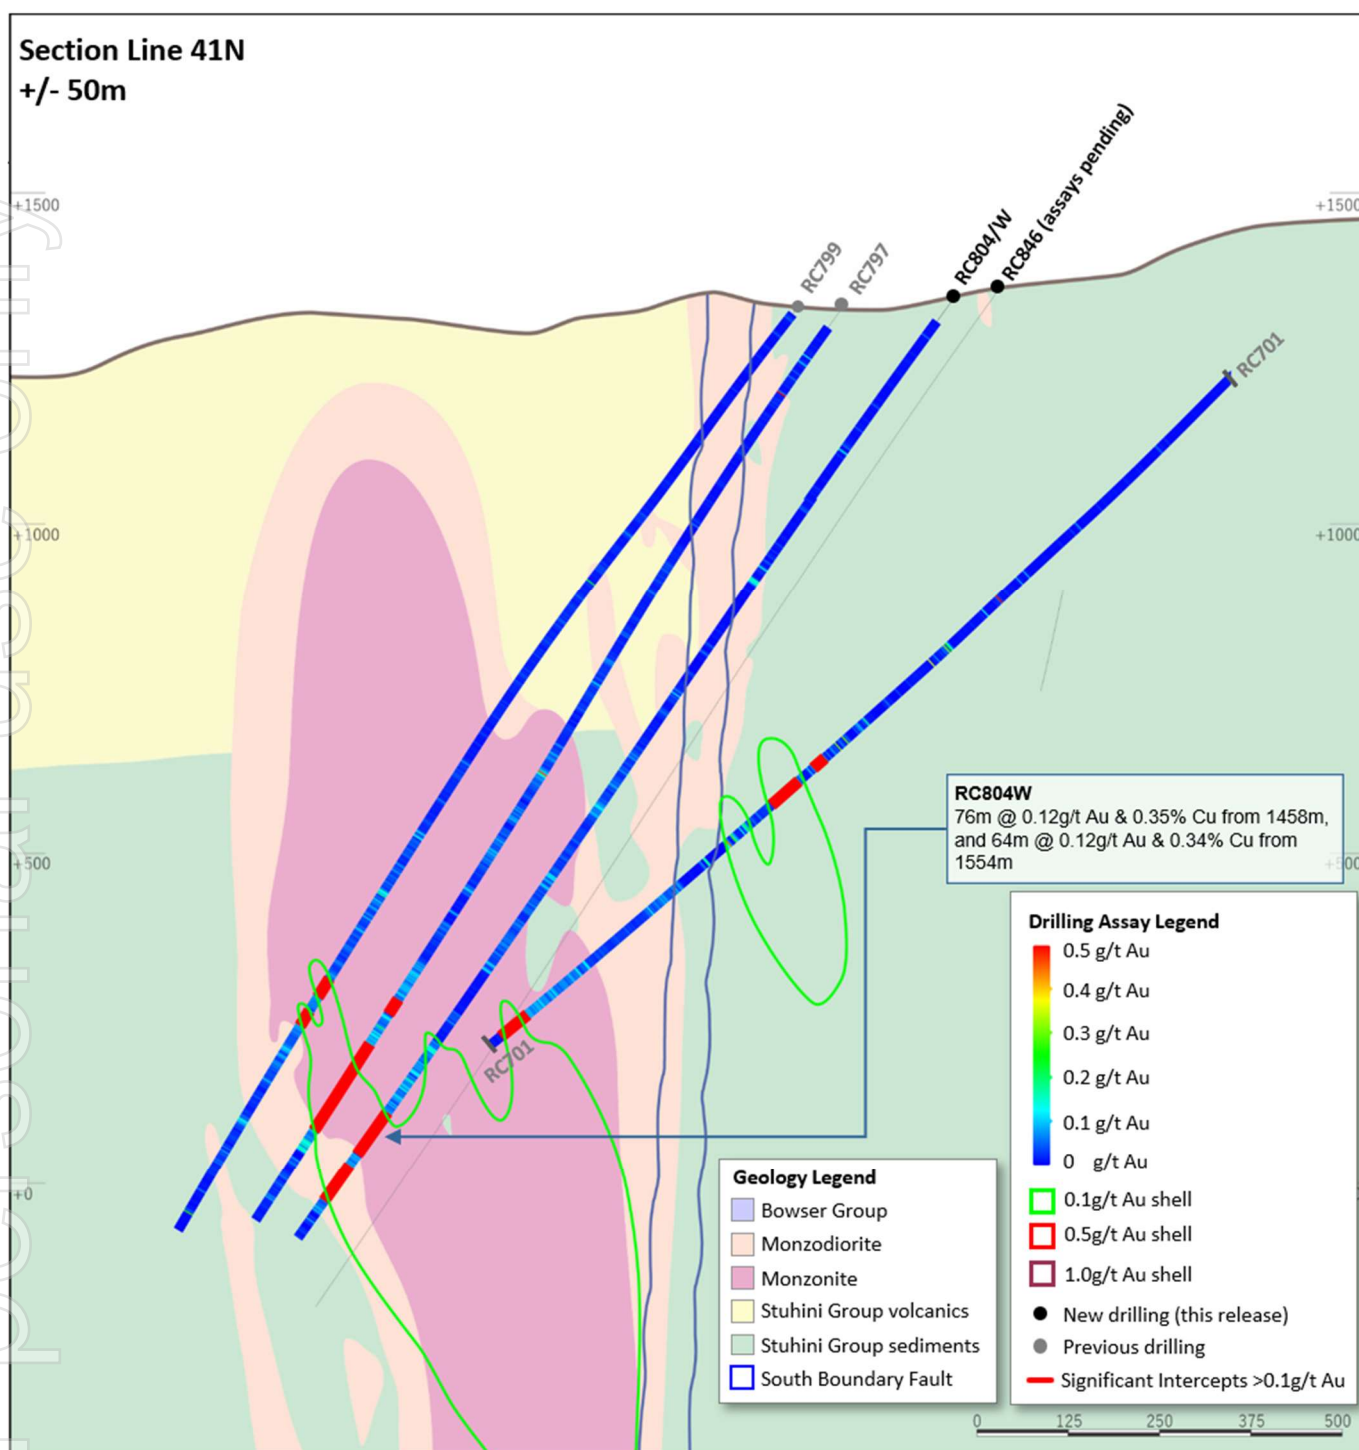 Section Line 41N
+/- 50m
+1500
+1500
RC799
RC797
RC804/W
RC846 (assays pending)
RC701
+1000
+1000
RC804W
76m @ 0.12g/t Au & 0.35% Cu from 1458m,
and 64m @ 0.12g/t Au & 0.34% Cu from
1554m
+500
+500
RC701
+0
Drilling Assay Legend
0.5 g/t Au
0.4 g/t Au
0.3 g/t Au
0.2 g/t Au
0.1 g/t Au
0 g/t Au
0.1g/t Au shell
0.5g/t Au shell
1.0g/t Au shell
New drilling (this release)
Previous drilling
Significant Intercepts >0.1g/t Au
Geology Legend
Bowser Group
Monzodiorite
Monzonite
Stuhini Group volcanics
Stuhini Group sediments
South Boundary Fault
0 125 250 375 500